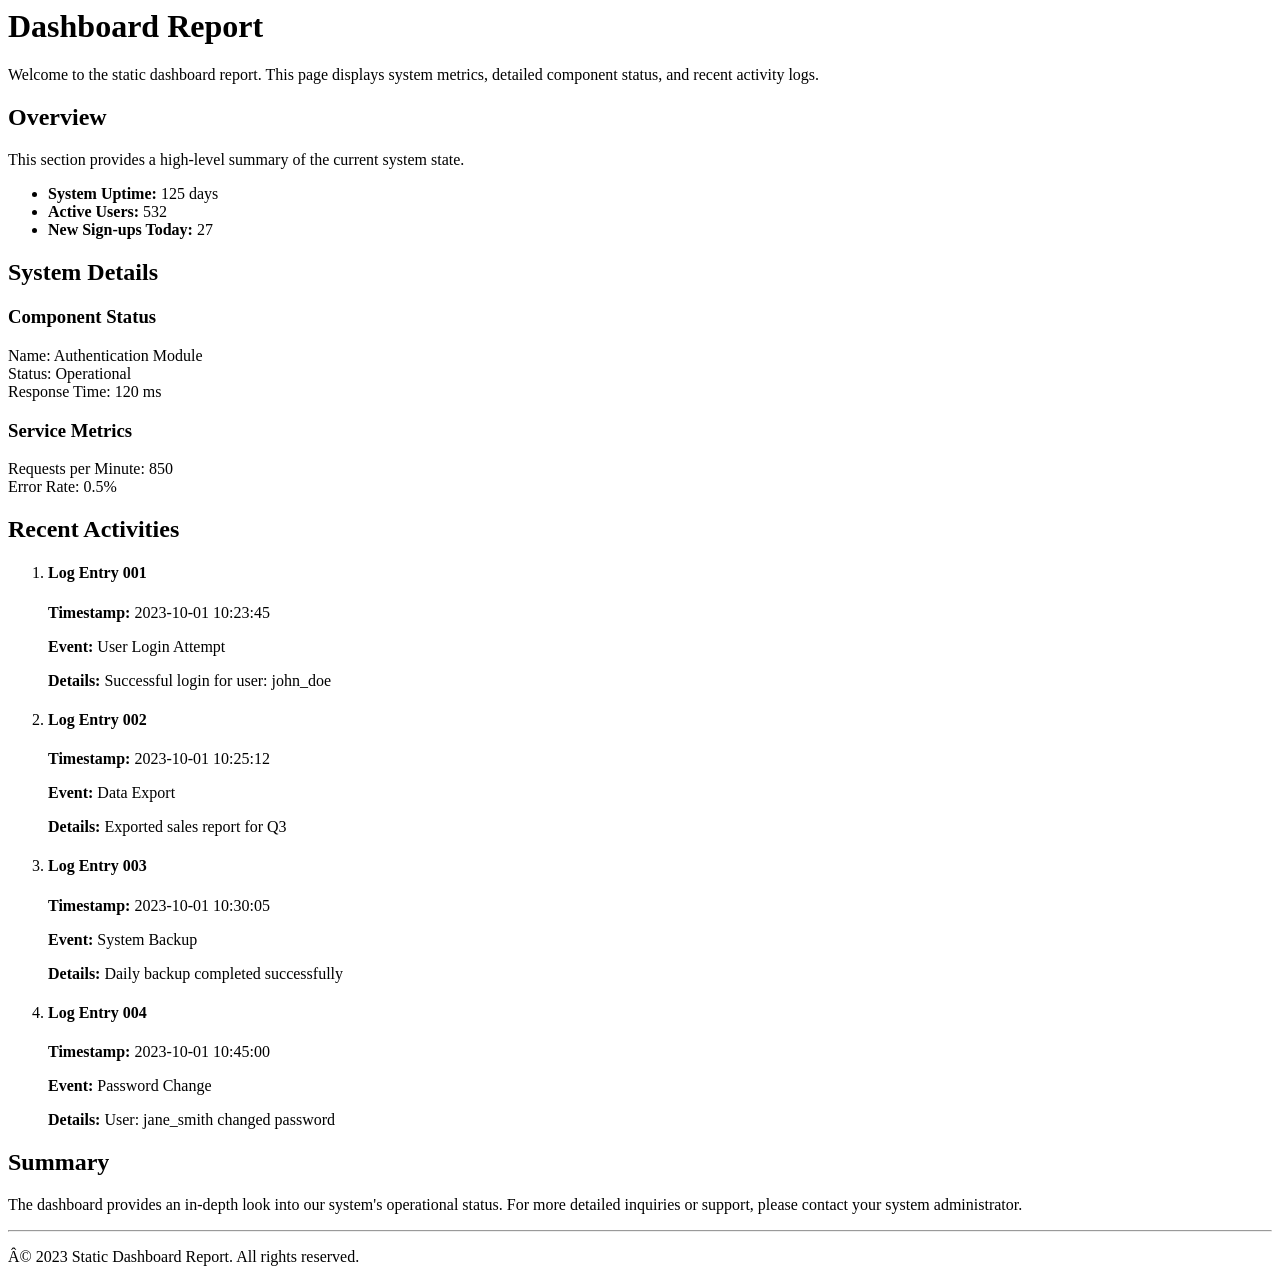 Dashboard Report
Welcome to the static dashboard report. This page displays system metrics, detailed component status, and recent activity logs.
Overview
This section provides a high-level summary of the current system state.
• System Uptime: 125 days
• Active Users: 532
• New Sign-ups Today: 27
System Details
Component Status
Name: Authentication Module
Status: Operational
Response Time: 120 ms
Service Metrics
Requests per Minute: 850
Error Rate: 0.5%
Recent Activities
1. Log Entry 001
Timestamp: 2023-10-01 10:23:45
Event: User Login Attempt
Details: Successful login for user: john_doe
2. Log Entry 002
Timestamp: 2023-10-01 10:25:12
Event: Data Export
Details: Exported sales report for Q3
3. Log Entry 003
Timestamp: 2023-10-01 10:30:05
Event: System Backup
Details: Daily backup completed successfully
4. Log Entry 004
Timestamp: 2023-10-01 10:45:00
Event: Password Change
Details: User: jane_smith changed password
Summary
The dashboard provides an in-depth look into our system's operational status. For more detailed inquiries or support, please contact your system administrator.
Â© 2023 Static Dashboard Report. All rights reserved.